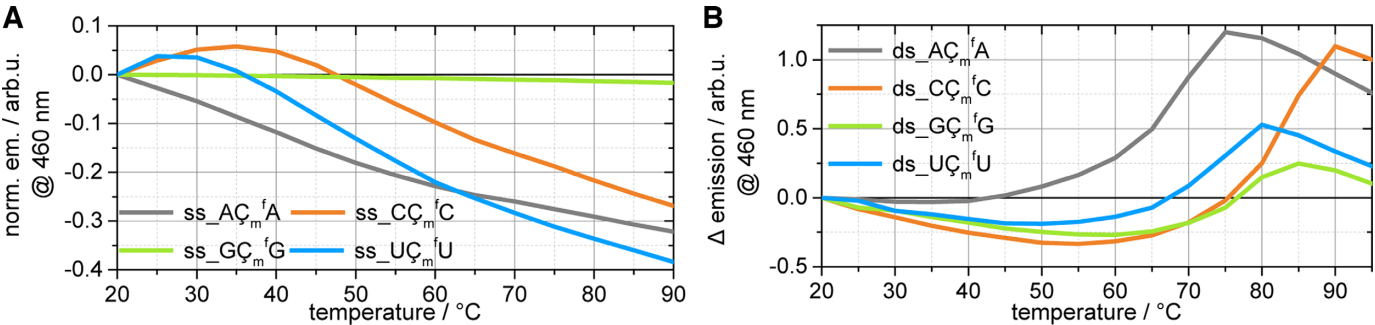 A
norm. em. / arb.u.
@ 460 nm
0.1
0.0
-0.1
-0.2
-0.3
-0.4
ss_AÇmfA
ss_CÇmfC
ss_GÇmfG
ss_UÇmfU
20 30 40 50 60 70 80 90
temperature / °C
B
Δ emission / arb.u.
@ 460 nm
1.0
0.5
0.0
-0.5
ds_AÇmfA
ds_CÇmfC
ds_GÇmfG
ds_UÇmfU
20 30 40 50 60 70 80 90
temperature / °C